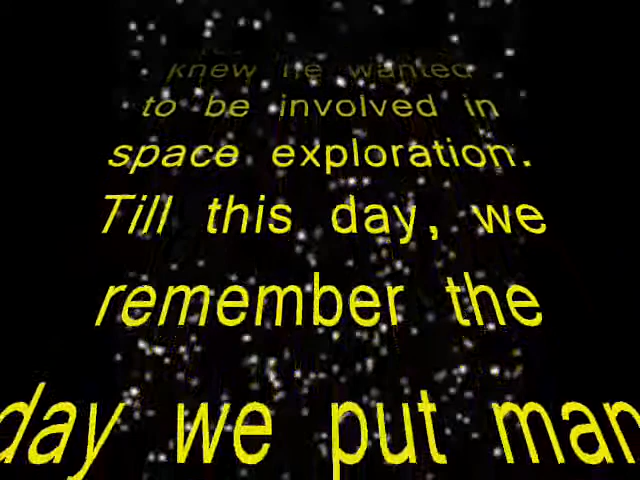 knew he wanted
to be involved in
space exploration.
Till this day, we
remember the
day we put man